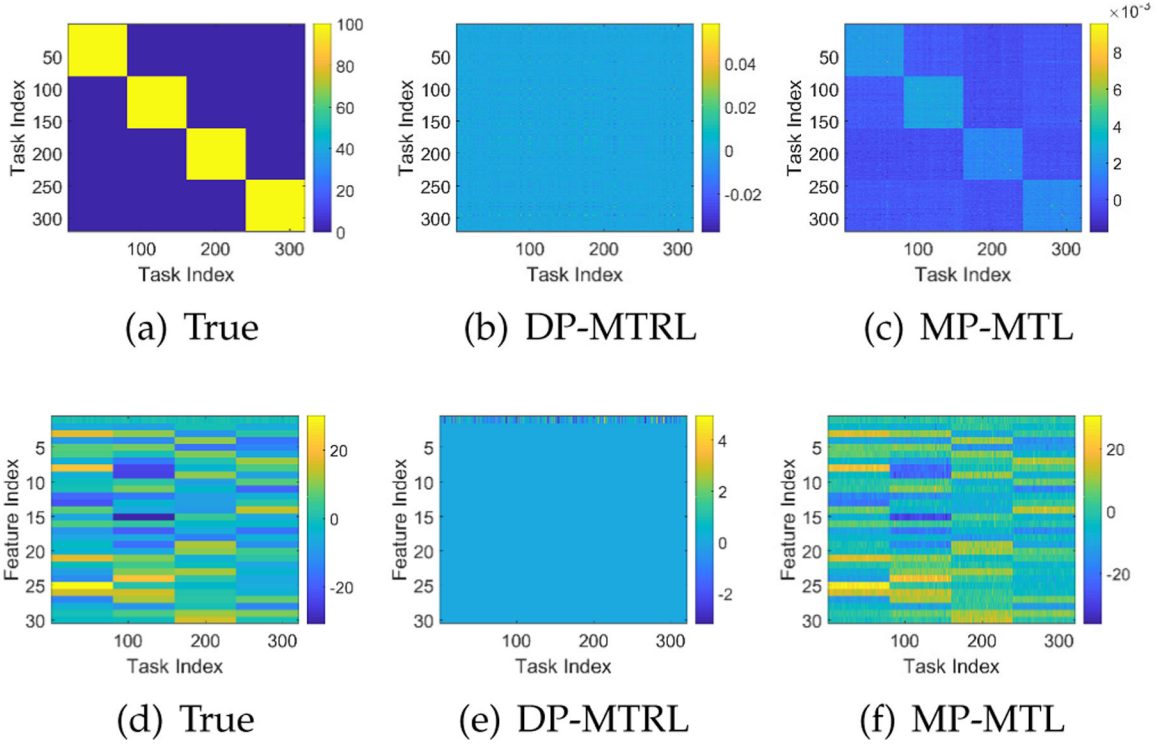 ×10⁻³
100
80
60
40
20
0
50
100
150
200
250
300
100 200 300
Task Index
Task Index
0.04
0.02
0
-0.02
50
100
150
200
250
300
100 200 300
Task Index
Task Index
8
6
4
2
0
50
100
150
200
250
300
100 200 300
Task Index
Task Index
(a) True
(b) DP-MTRL
(c) MP-MTL
20
0
-20
5
10
15
20
25
30
100 200 300
Feature Index
Task Index
4
2
0
-2
5
10
15
20
25
30
100 200 300
Feature Index
Task Index
20
0
-20
5
10
15
20
25
30
100 200 300
Feature Index
Task Index
(d) True
(e) DP-MTRL
(f) MP-MTL